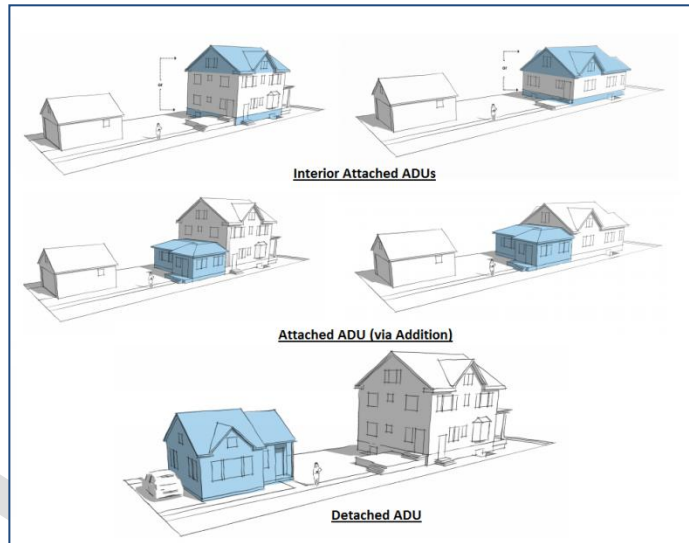 Interior Attached ADUs
Attached ADU (via Addition)
Detached ADU